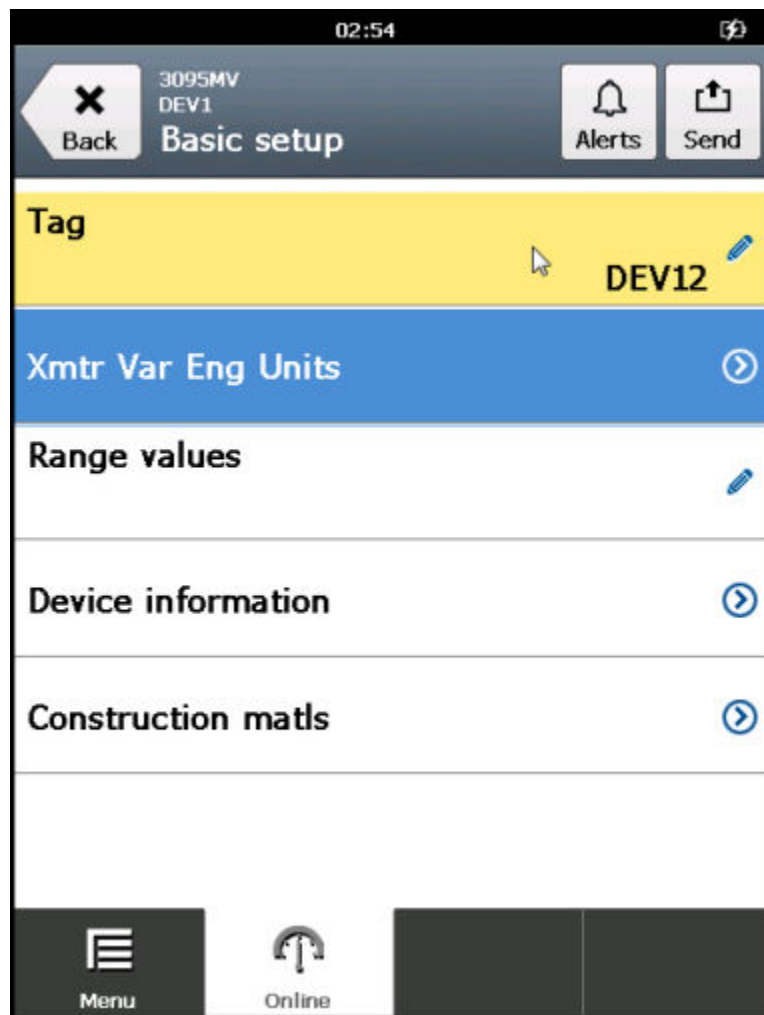 02:54
Back
3095MV
DEV1
Basic setup
Alerts
Send
Tag
DEV12
Xmtr Var Eng Units
Range values
Device information
Construction matls
Menu
Online